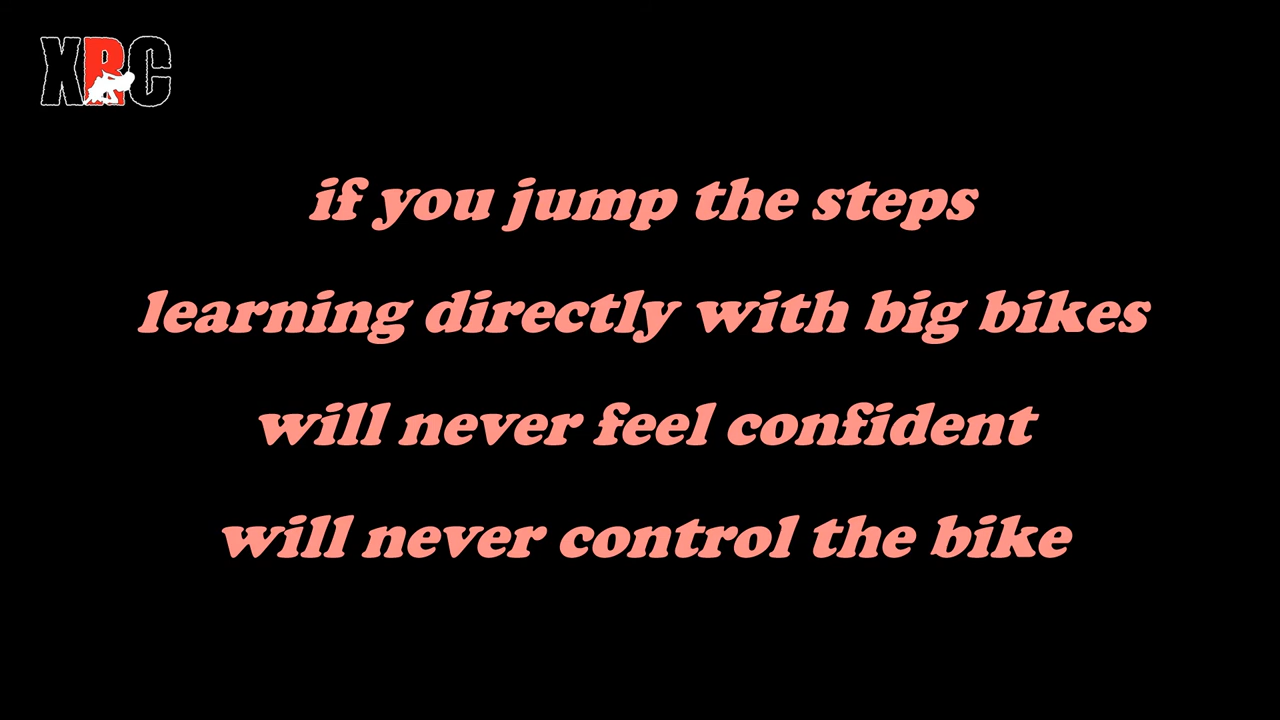 XRC
if you jump the steps
learning directly with big bikes
will never feel confident
will never control the bike